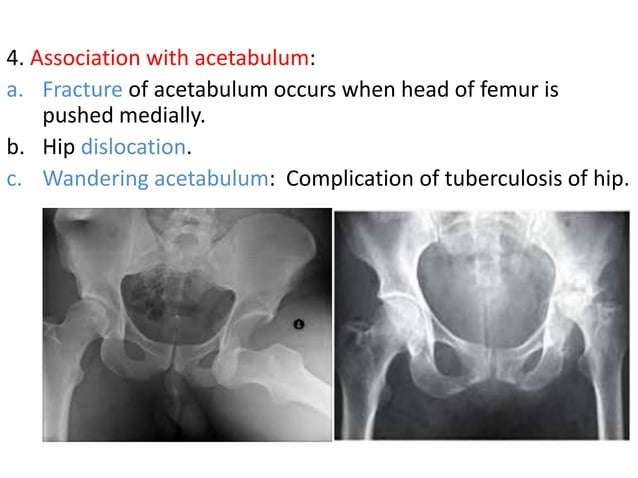 4. Association with acetabulum:
a. Fracture of acetabulum occurs when head of femur is
pushed medially.
b. Hip dislocation.
c. Wandering acetabulum: Complication of tuberculosis of hip.